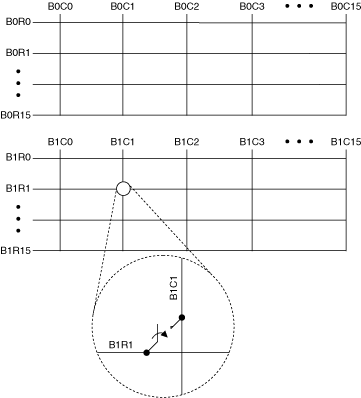 B0C0 B0C1 B0C2 B0C3 • • • B0C15
B0R0
B0R1
•
•
•
B0R15
B1C0 B1C1 B1C2 B1C3 • • • B1C15
B1R0
B1R1
•
•
•
B1R15
B1C1
B1R1